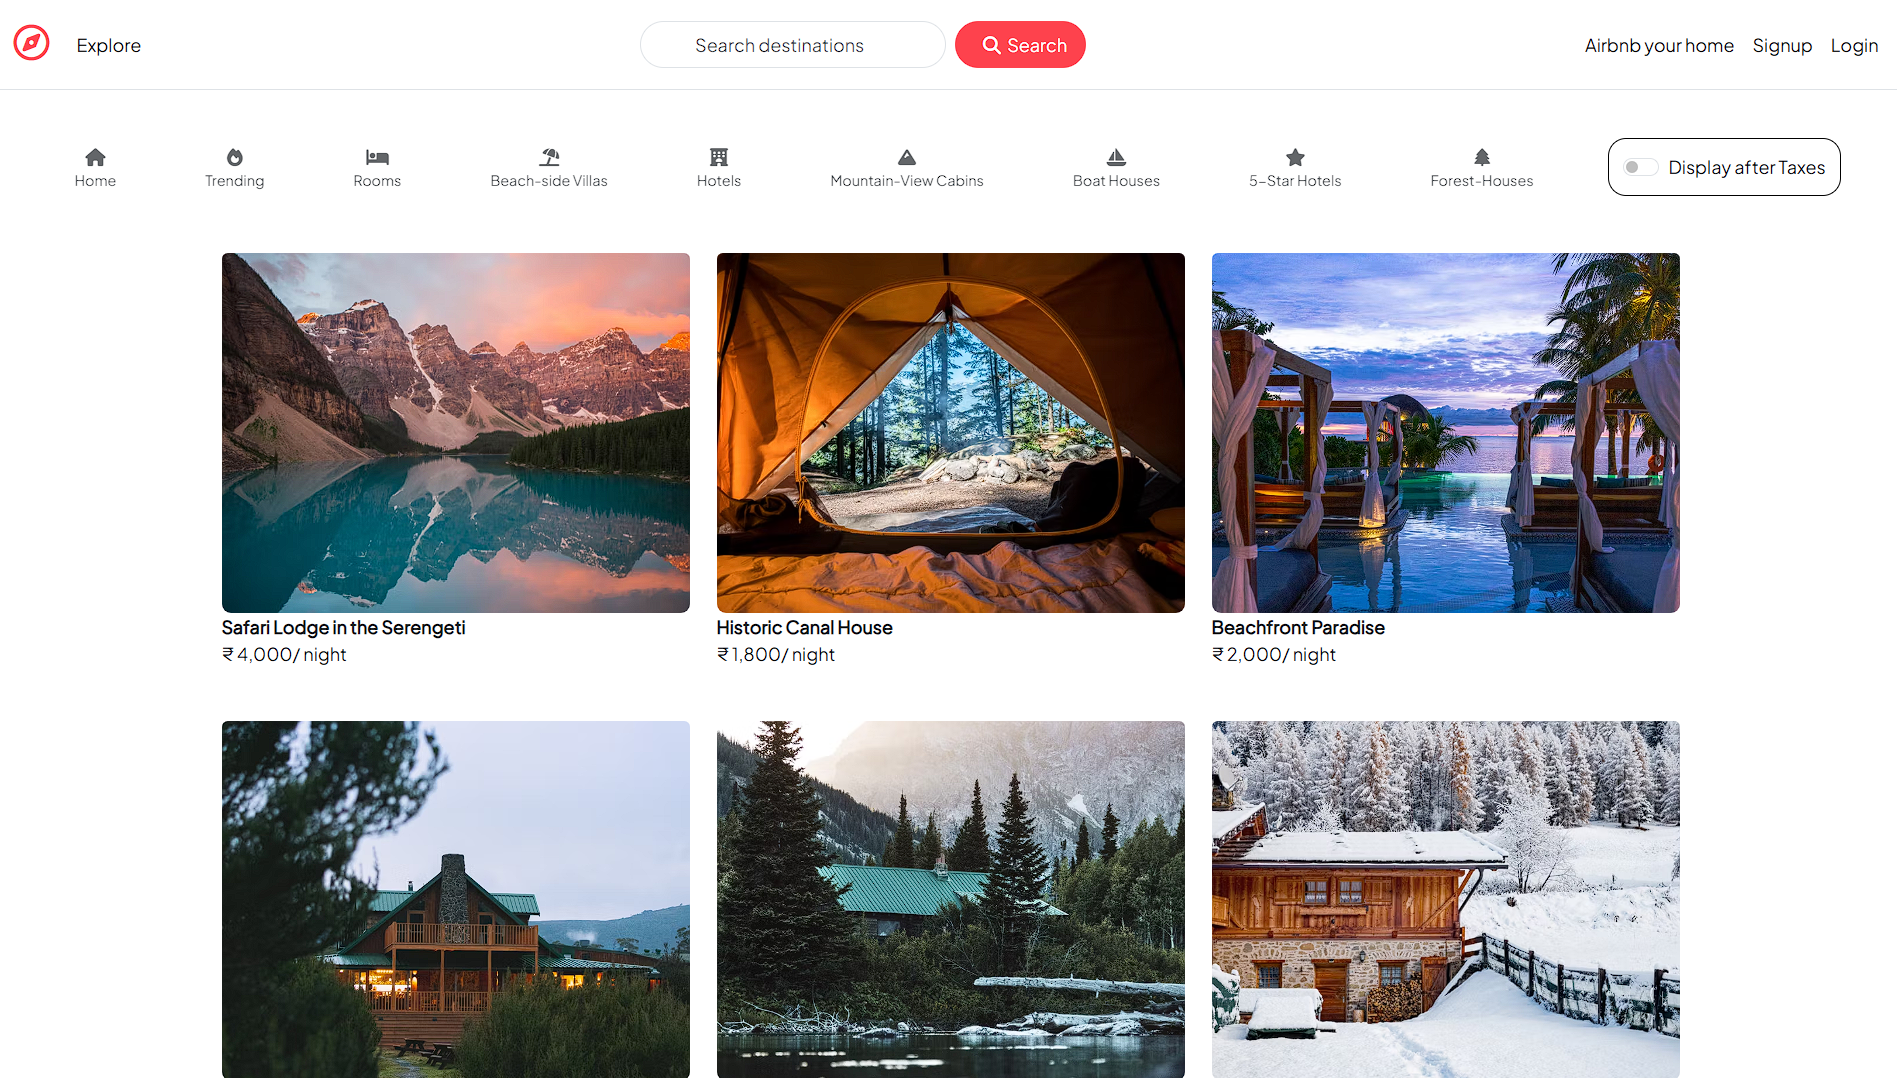 Explore
Search destinations
Search
Airbnb your home
Signup
Login
Home
Trending
Rooms
Beach-side Villas
Hotels
Mountain-View Cabins
Boat Houses
5-Star Hotels
Forest-Houses
Display after Taxes
Safari Lodge in the Serengeti
₹ 4,000/ night
Historic Canal House
₹ 1,800/ night
Beachfront Paradise
₹ 2,000/ night